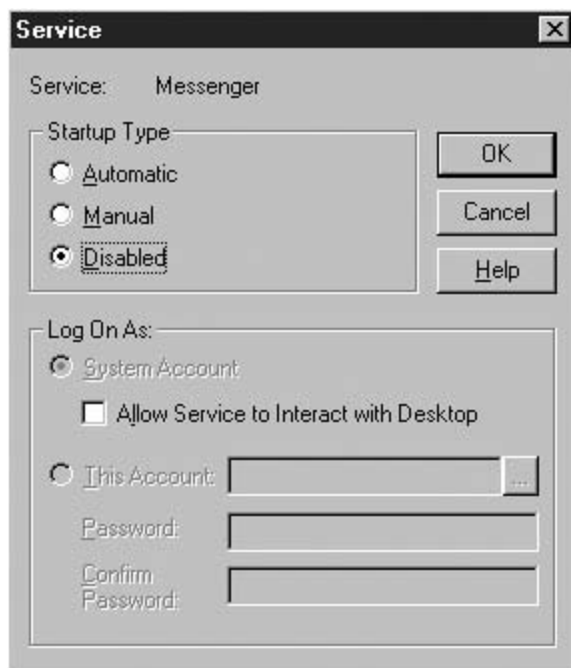 Service
Service: Messenger
Startup Type
Automatic
Manual
Disabled
OK
Cancel
Help
Log On As:
System Account
Allow Service to Interact with Desktop
This Account: ...
Password:
Confirm
Password: